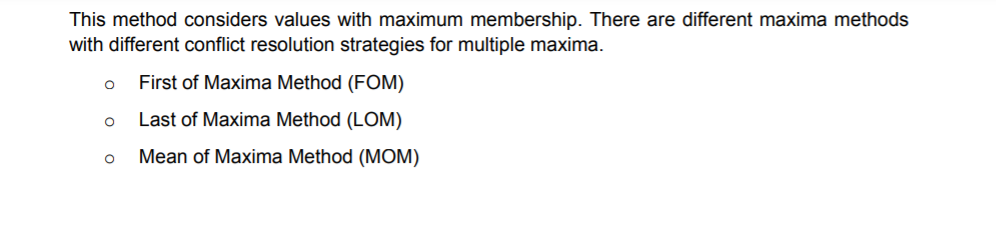 This method considers values with maximum membership. There are different maxima methods
with different conflict resolution strategies for multiple maxima.
o First of Maxima Method (FOM)
o Last of Maxima Method (LOM)
o Mean of Maxima Method (MOM)